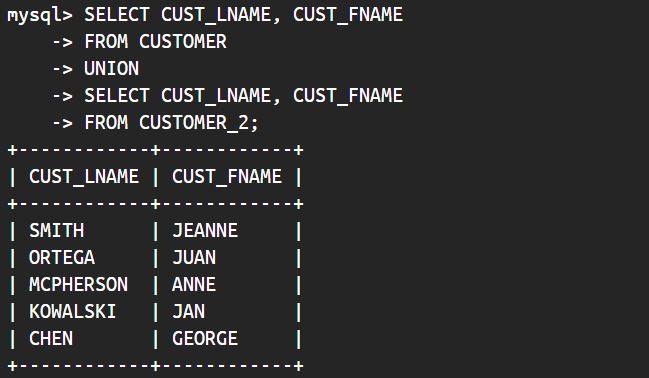 mysql> SELECT CUST_LNAME, CUST_FNAME
    -> FROM CUSTOMER
    -> UNION
    -> SELECT CUST_LNAME, CUST_FNAME
    -> FROM CUSTOMER_2;
+------------+------------+
| CUST_LNAME | CUST_FNAME |
+------------+------------+
| SMITH      | JEANNE     |
| ORTEGA     | JUAN       |
| MCPHERSON  | ANNE       |
| KOWALSKI   | JAN        |
| CHEN       | GEORGE     |
+------------+------------+